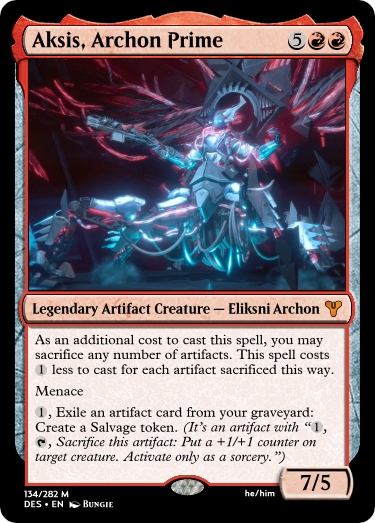 Aksis, Archon Prime 5
Legendary Artifact Creature — Eliksni Archon
As an additional cost to cast this spell, you may
sacrifice any number of artifacts. This spell costs
1 less to cast for each artifact sacrificed this way.
Menace
1, Exile an artifact card from your graveyard:
Create a Salvage token. (It's an artifact with “1,
, Sacrifice this artifact: Put a +1/+1 counter on
target creature. Activate only as a sorcery.”)
7/5
134/282 M he/him
DES • EN Bungie